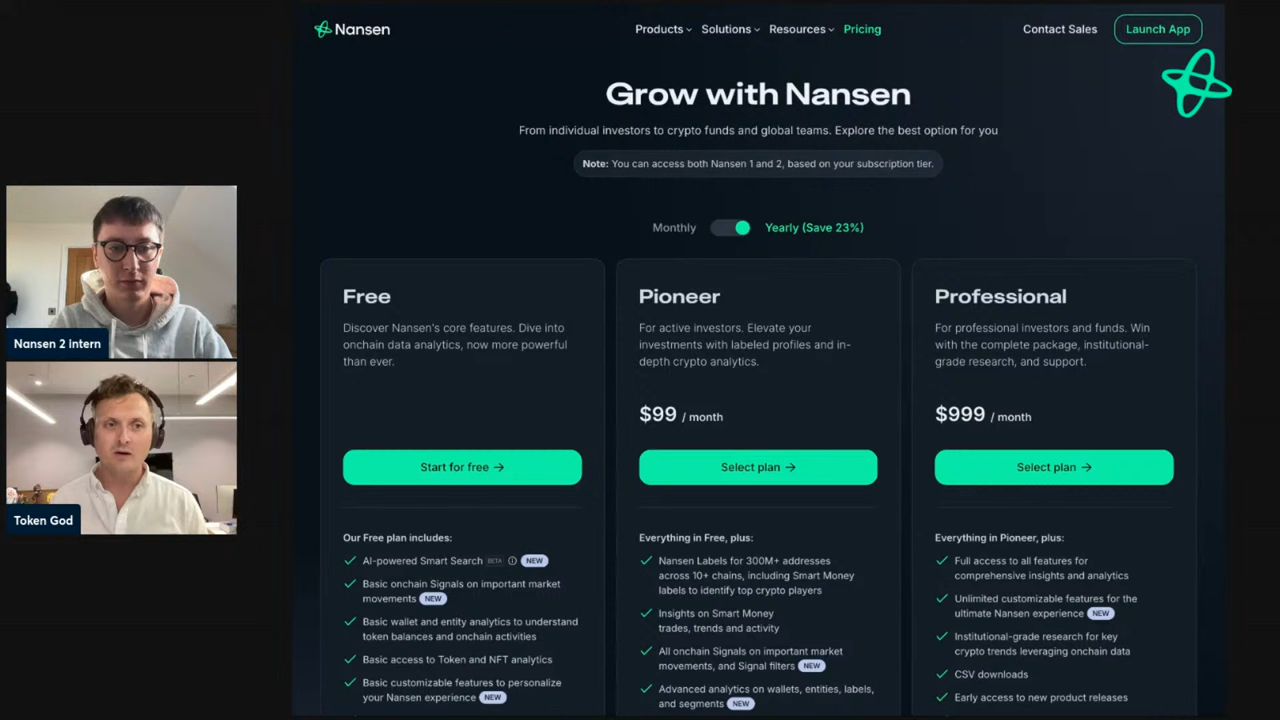 Nansen
Products
Solutions
Resources
Pricing
Contact Sales
Launch App
Grow with Nansen
From individual investors to crypto funds and global teams. Explore the best option for you
Note: You can access both Nansen 1 and 2, based on your subscription tier.
Monthly
Yearly (Save 23%)
Nansen 2 Intern
Token God
Free
Discover Nansen's core features. Dive into
onchain data analytics, now more powerful
than ever.
Start for free →
Our Free plan includes:
AI-powered Smart Search BETA NEW
Basic onchain Signals on important market
movements NEW
Basic wallet and entity analytics to understand
token balances and onchain activities
Basic access to Token and NFT analytics
Basic customizable features to personalize
your Nansen experience NEW
Pioneer
For active investors. Elevate your
investments with labeled profiles and in-
depth crypto analytics.
$99 / month
Select plan →
Everything in Free, plus:
Nansen Labels for 300M+ addresses
across 10+ chains, including Smart Money
labels to identify top crypto players
Insights on Smart Money
trades, trends and activity
All onchain Signals on important market
movements, and Signal filters NEW
Advanced analytics on wallets, entities, labels,
and segments NEW
Professional
For professional investors and funds. Win
with the complete package, institutional-
grade research, and support.
$999 / month
Select plan →
Everything in Pioneer, plus:
Full access to all features for
comprehensive insights and analytics
Unlimited customizable features for the
ultimate Nansen experience NEW
Institutional-grade research for key
crypto trends leveraging onchain data
CSV downloads
Early access to new product releases